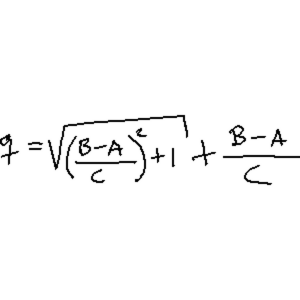 q = √((B-A)/C)² + 1) + (B-A)/C